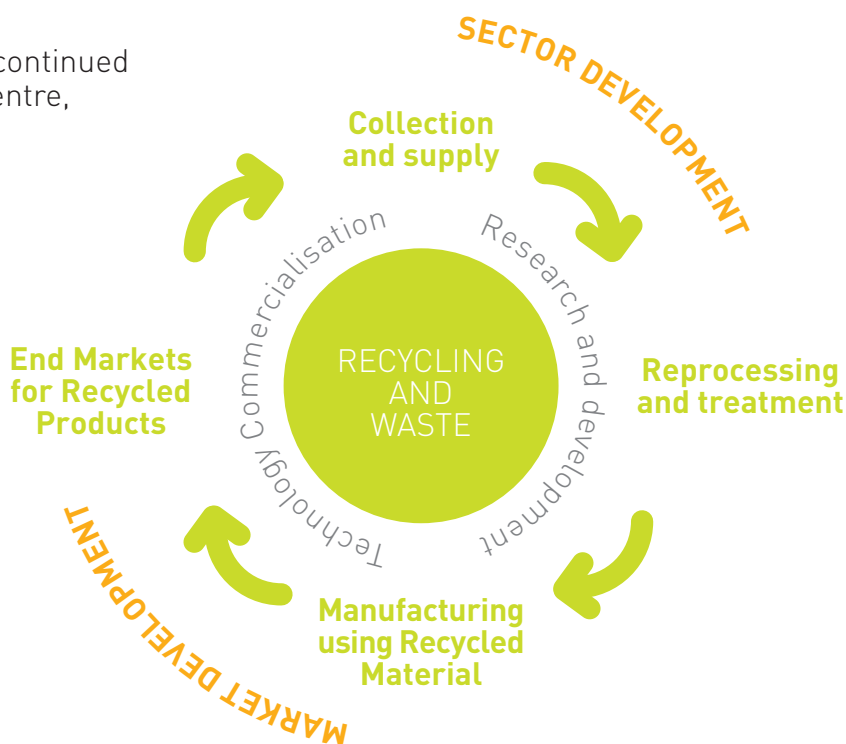 continued
entre,
SECTOR DEVELOPMENT
Collection
and supply
Research and development
Reprocessing
and treatment
Manufacturing
using Recycled
Material
MARKET DEVELOPMENT
End Markets
for Recycled
Products
Technology Commercialisation
RECYCLING
AND
WASTE